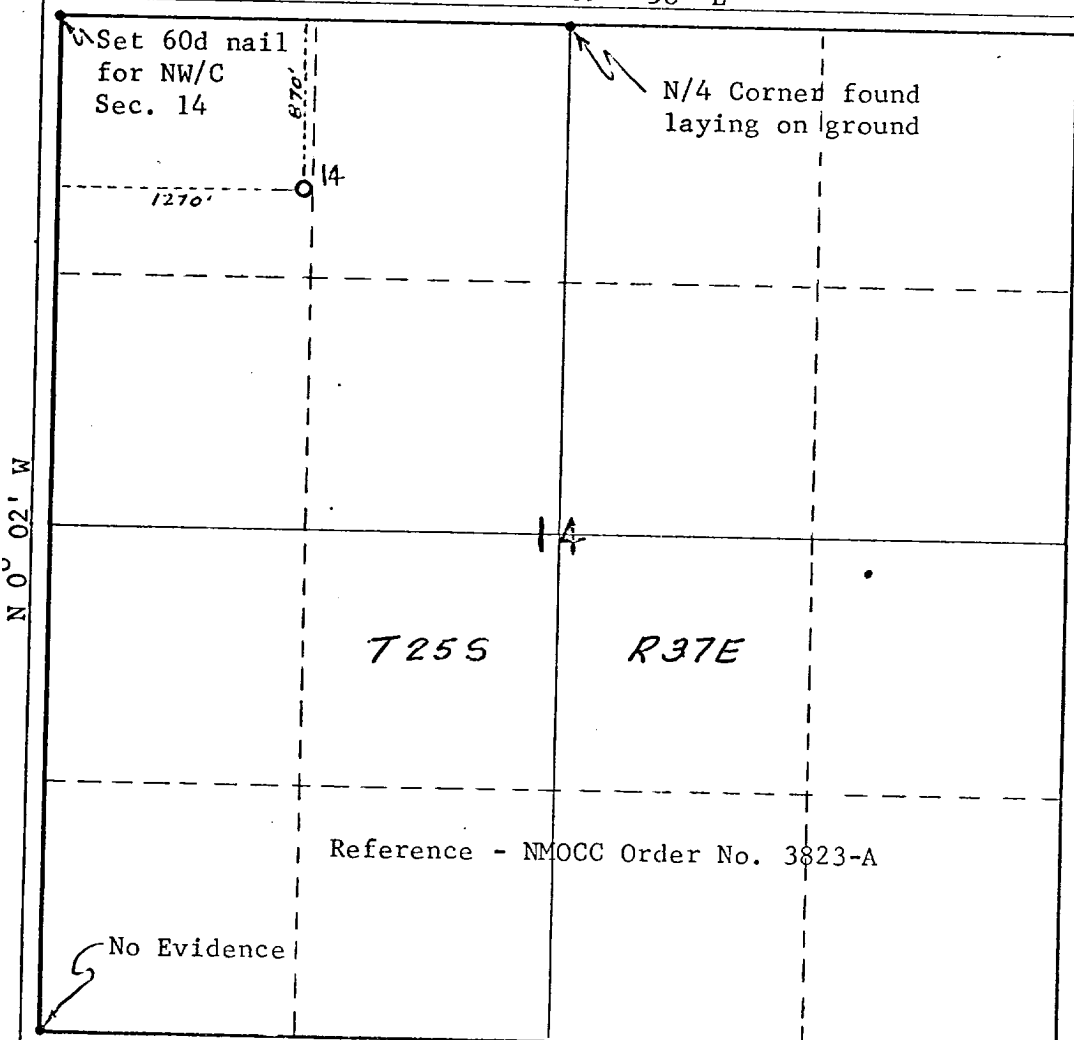 Set 60d nail
for NW/C
Sec. 14
870'
N/4 Corner found
laying on ground
14
1270'
N 0° 02' W
14
T25S R37E
Reference - NMOCC Order No. 3823-A
No Evidence